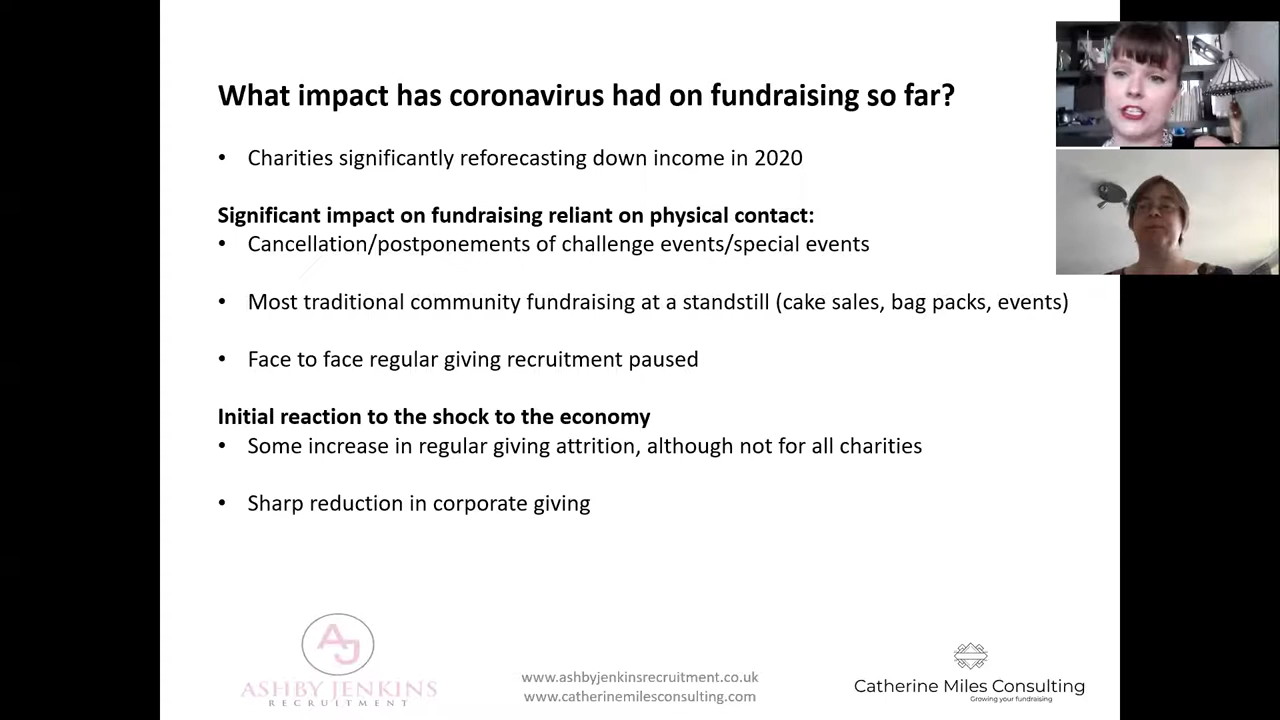 What impact has coronavirus had on fundraising so far?
• Charities significantly reforecasting down income in 2020
Significant impact on fundraising reliant on physical contact:
• Cancellation/postponements of challenge events/special events
• Most traditional community fundraising at a standstill (cake sales, bag packs, events)
• Face to face regular giving recruitment paused
Initial reaction to the shock to the economy
• Some increase in regular giving attrition, although not for all charities
• Sharp reduction in corporate giving
AJ
ASHBY JENKINS
RECRUITMENT
www.ashbyjenkinsrecruitment.co.uk
www.catherinemilesconsulting.com
Catherine Miles Consulting
Growing your fundraising